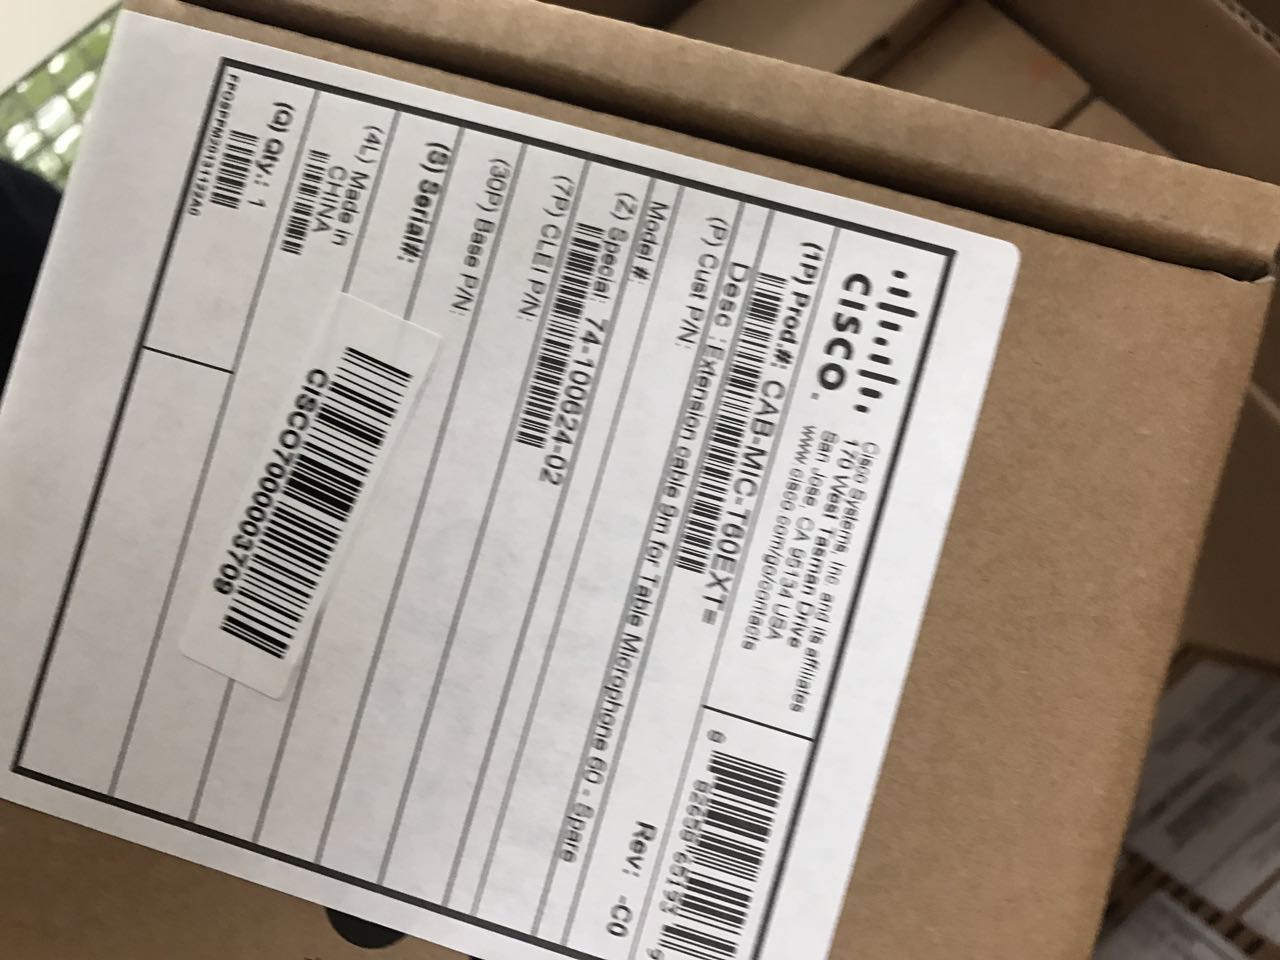 CISCO
Cisco Systems, Inc. and its affiliates
170 West Tasman Drive
San Jose, CA 95134 USA
www.cisco.com/go/contacts
(1P) Prod.#: CAB-MIC-T60EXT=
Desc : Extension cable 9m for Table Microphone 60 - Spare
(P) Cust P/N:
Rev: -C0
Model #:
(Z) Special: 74-100624-02
(7P) CLEI P/N:
(30P) Base P/N:
(S) Serial#:
CISCO7000003709
(4L) Made in
CHINA
(Q) Qty.: 1